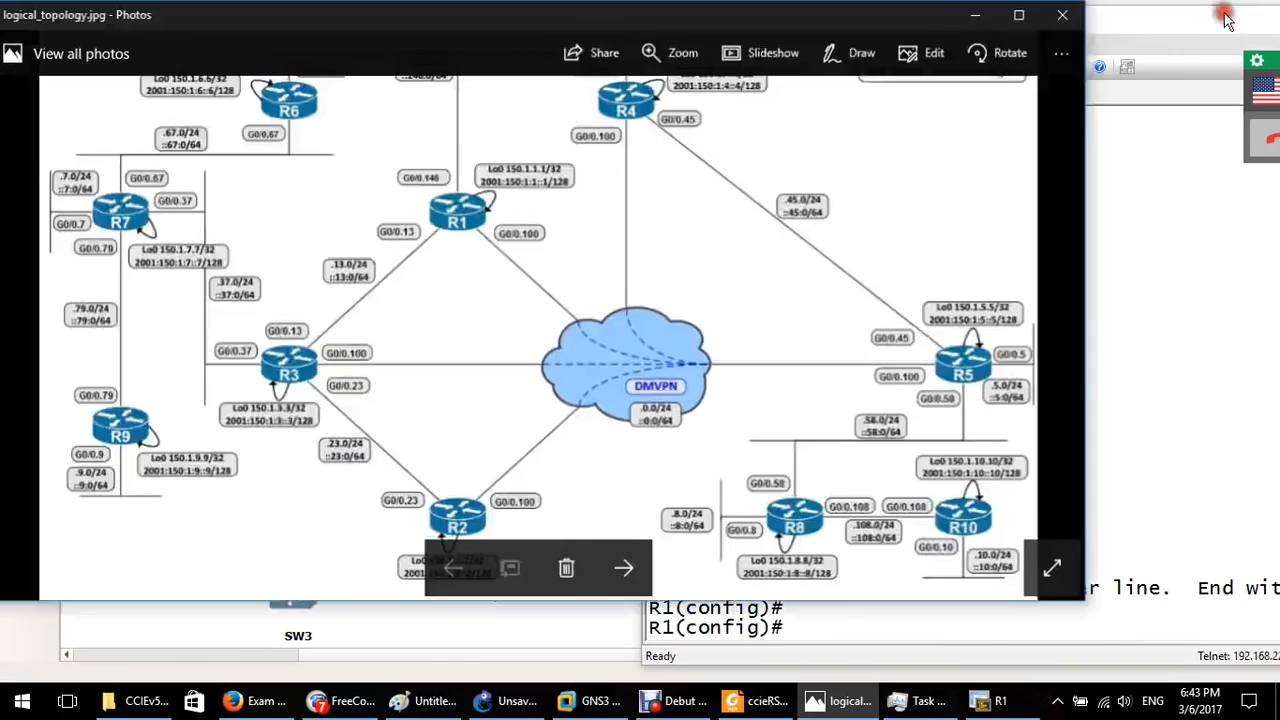 logical_topology.jpg - Photos
View all photos
Share
Zoom
Slideshow
Draw
Edit
Rotate
Lo0 150.1.6.6/32
2001:150:1:6::6/128
R6
G0/0.67
.67.0/24
::67:0/64
R4
G0/0.100
G0/0.45
.7.0/24
::7:0/64
G0/0.67
G0/0.37
R7
G0/0.7
G0/0.79
Lo0 150.1.7.7/32
2001:150:1:7::7/128
G0/0.146
Lo0 150.1.1.1/32
2001:150:1:1::1/128
R1
G0/0.13
G0/0.100
.45.0/24
::45:0/64
.13.0/24
::13:0/64
.37.0/24
::37:0/64
.79.0/24
::79:0/64
G0/0.13
G0/0.37
R3
G0/0.100
G0/0.23
Lo0 150.1.3.3/32
2001:150:1:3::3/128
DMVPN
.0.0/24
::0:0/64
Lo0 150.1.5.5/32
2001:150:1:5::5/128
G0/0.45
G0/0.5
R5
G0/0.100
G0/0.58
.5.0/24
::5:0/64
G0/0.79
R9
G0/0.9
.9.0/24
::9:0/64
Lo0 150.1.9.9/32
2001:150:1:9::9/128
.23.0/24
::23:0/64
.58.0/24
::58:0/64
Lo0 150.1.10.10/32
2001:150:1:10::10/128
G0/0.23
G0/0.100
R2
G0/0.58
.8.0/24
::8:0/64
G0/0.8
R8
G0/0.108
G0/0.108
R10
.108.0/24
::108:0/64
G0/0.10
.10.0/24
::10:0/64
Lo0 150.1.8.8/32
2001:150:1:8::8/128
SW3
er line. End wit
R1(config)#
R1(config)#
Ready
Telnet: 192.168.22
CCIEv5...
Exam ...
FreeCo...
Untitle...
Unsav...
GNS3 ...
Debut ...
ccieRS...
logical...
Task ...
R1
ENG
6:43 PM
3/6/2017